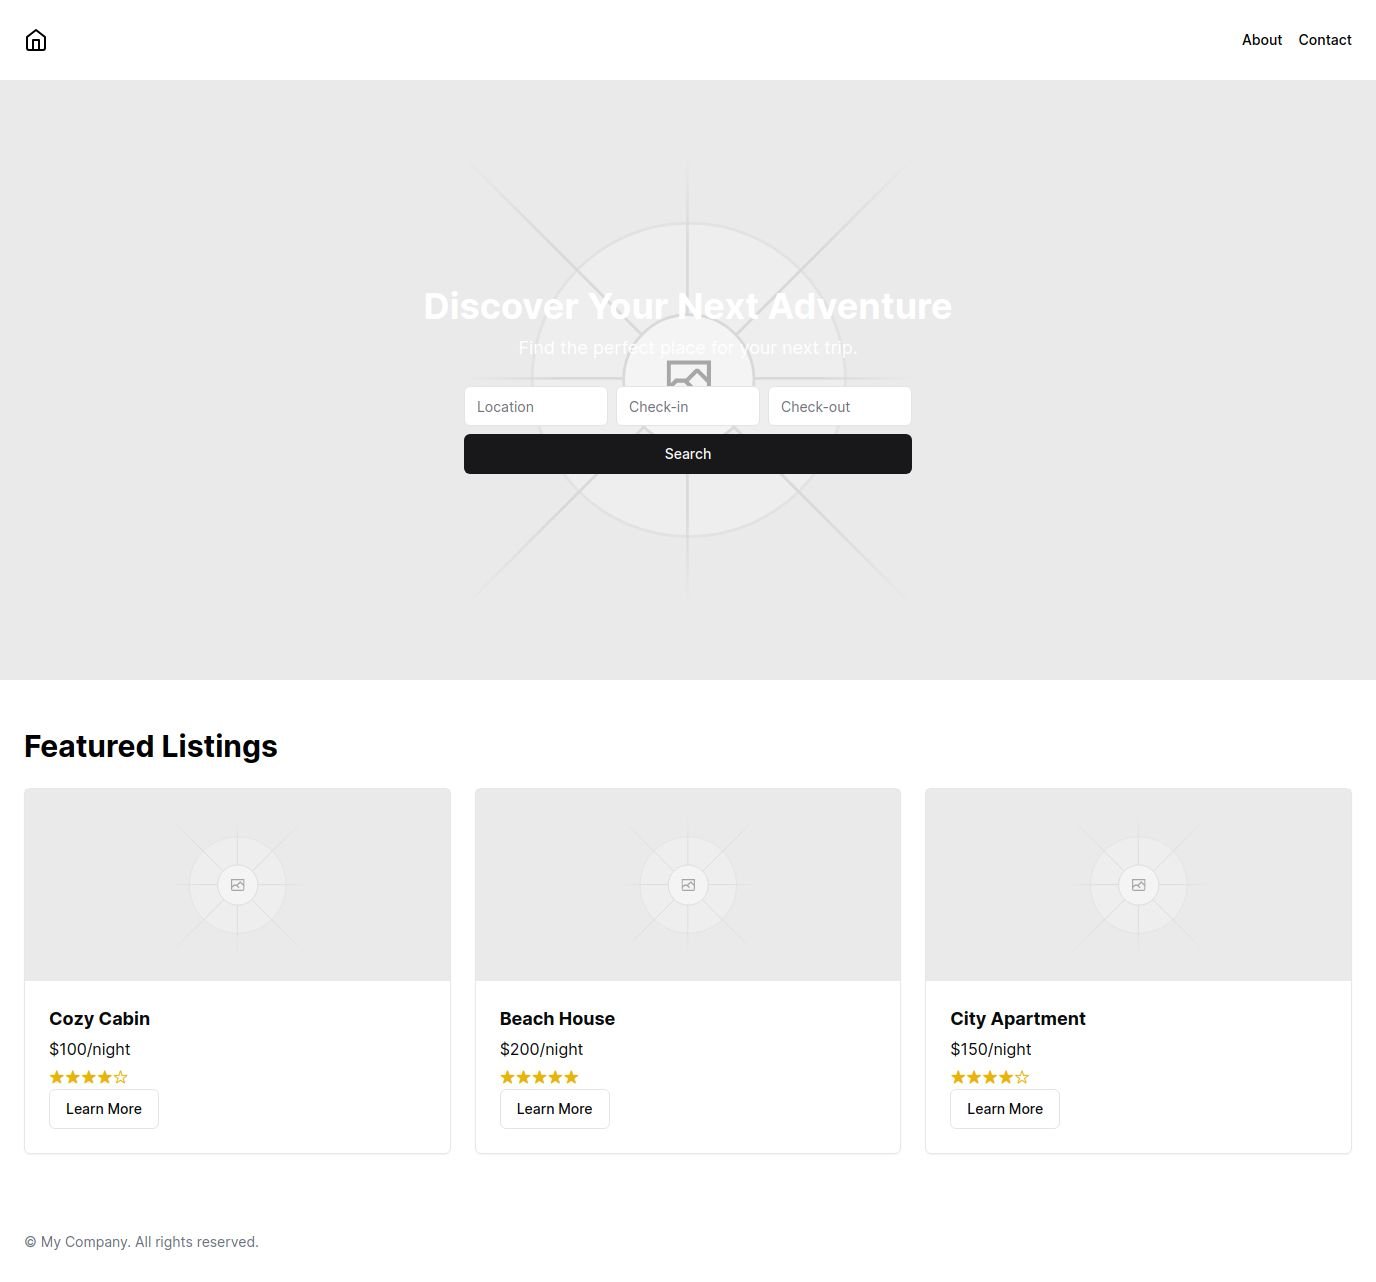 About Contact
Discover Your Next Adventure
Find the perfect place for your next trip.
Location Check-in Check-out
Search
Featured Listings
Cozy Cabin
$100/night
★★★★☆
Learn More
Beach House
$200/night
★★★★★
Learn More
City Apartment
$150/night
★★★★☆
Learn More
© My Company. All rights reserved.